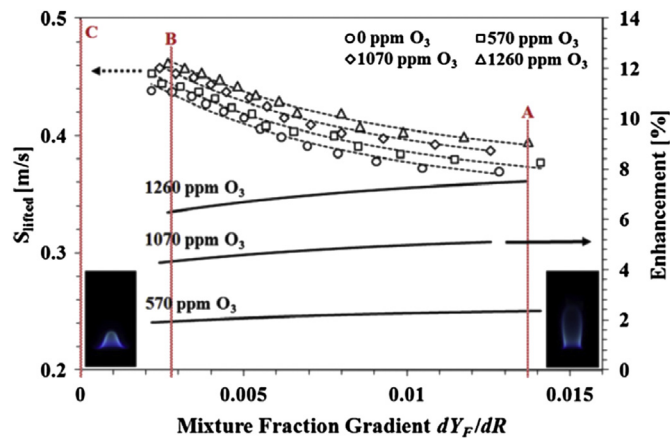 0.5
0.4
0.3
0.2
S_lifted [m/s]
C
B
A
0 ppm O₃
570 ppm O₃
1070 ppm O₃
1260 ppm O₃
1260 ppm O₃
1070 ppm O₃
570 ppm O₃
14
12
10
8
6
4
2
0
Enhancement [%]
0
0.005
0.01
0.015
Mixture Fraction Gradient dY_F/dR